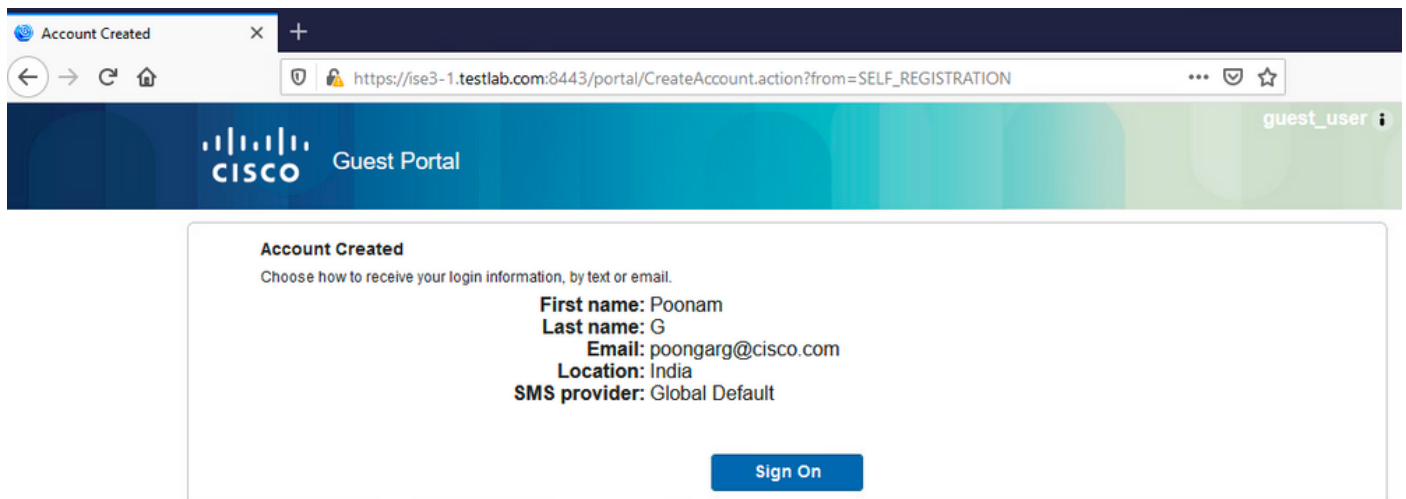 Account Created
https://ise3-1.testlab.com:8443/portal/CreateAccount.action?from=SELF_REGISTRATION
guest_user
CISCO Guest Portal
Account Created
Choose how to receive your login information, by text or email.
First name: Poonam
Last name: G
Email: poongarg@cisco.com
Location: India
SMS provider: Global Default
Sign On